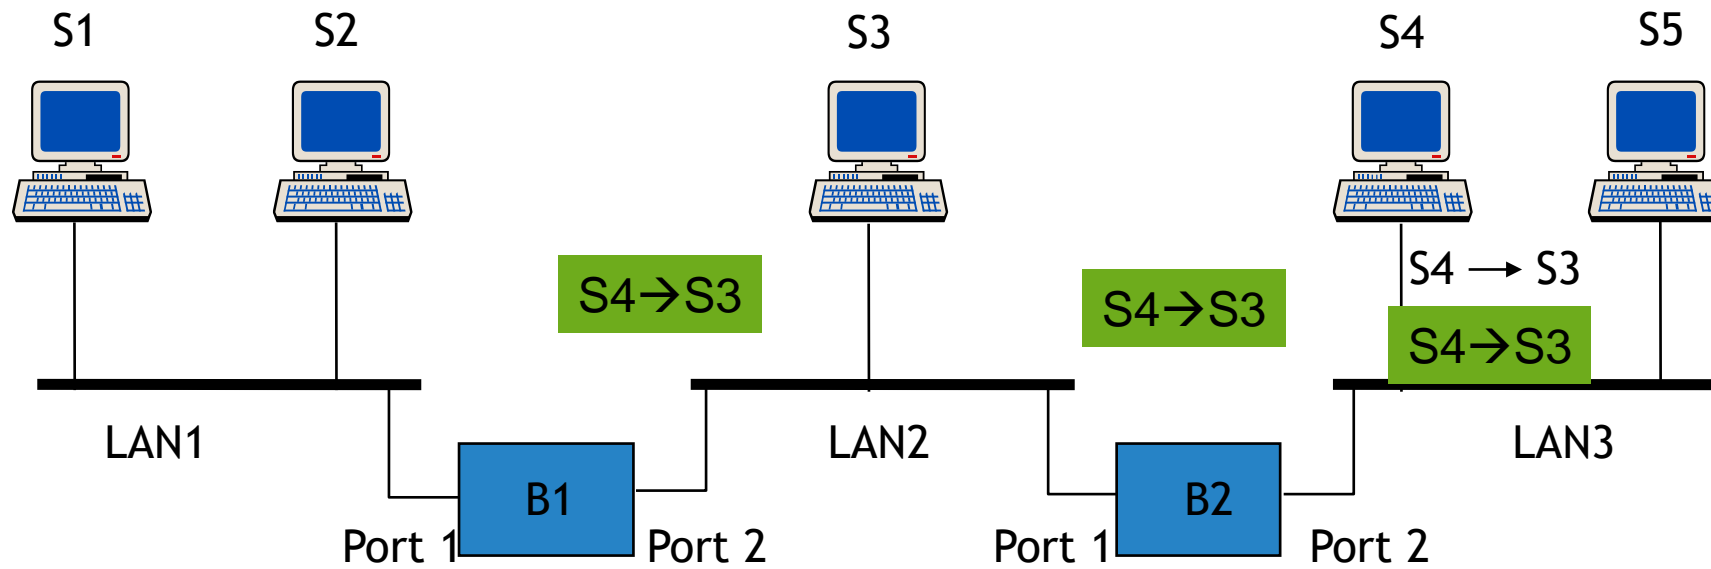 S1 S2 S3 S4 S5
S4 → S3
S4→S3 S4→S3 S4→S3
LAN1 LAN2 LAN3
B1 B2
Port 1 Port 2 Port 1 Port 2